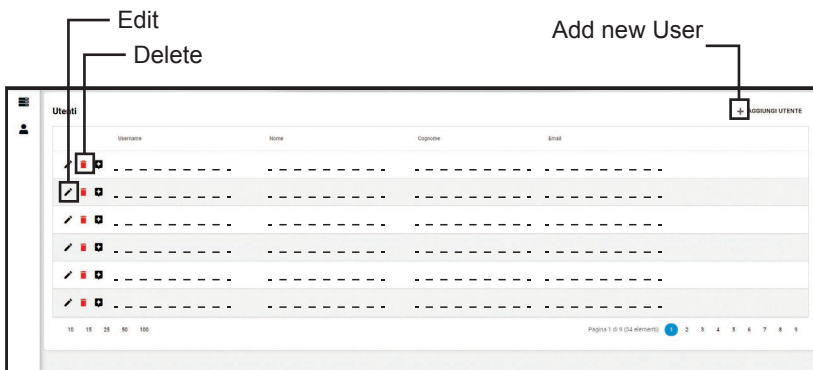 Edit
Delete
Add new User
Utenti
AGGIUNGI UTENTE
Username Nome Cognome Email
10 15 25 50 100
Pagina 1 di 9 (54 elementi) 1 2 3 4 5 6 7 8 9